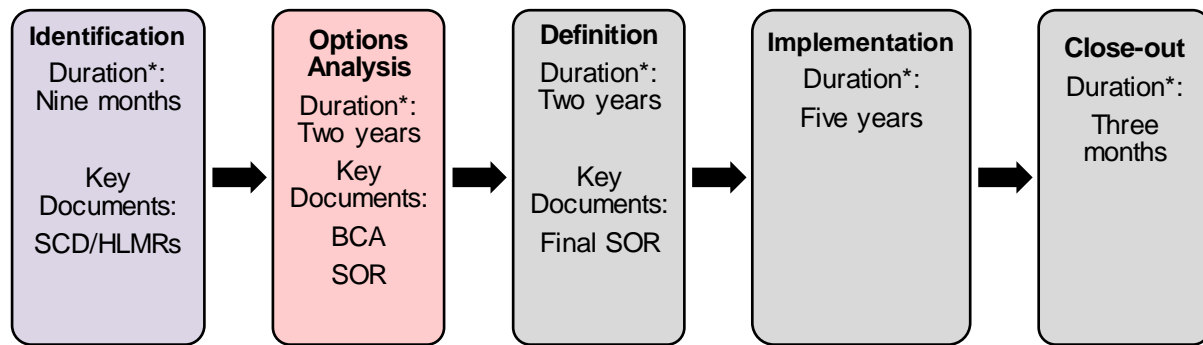 Identification
Duration*:
Nine months
Key
Documents:
SCD/HLMRs
Options
Analysis
Duration*:
Two years
Key
Documents:
BCA
SOR
Definition
Duration*:
Two years
Key
Documents:
Final SOR
Implementation
Duration*:
Five years
Close-out
Duration*:
Three
months